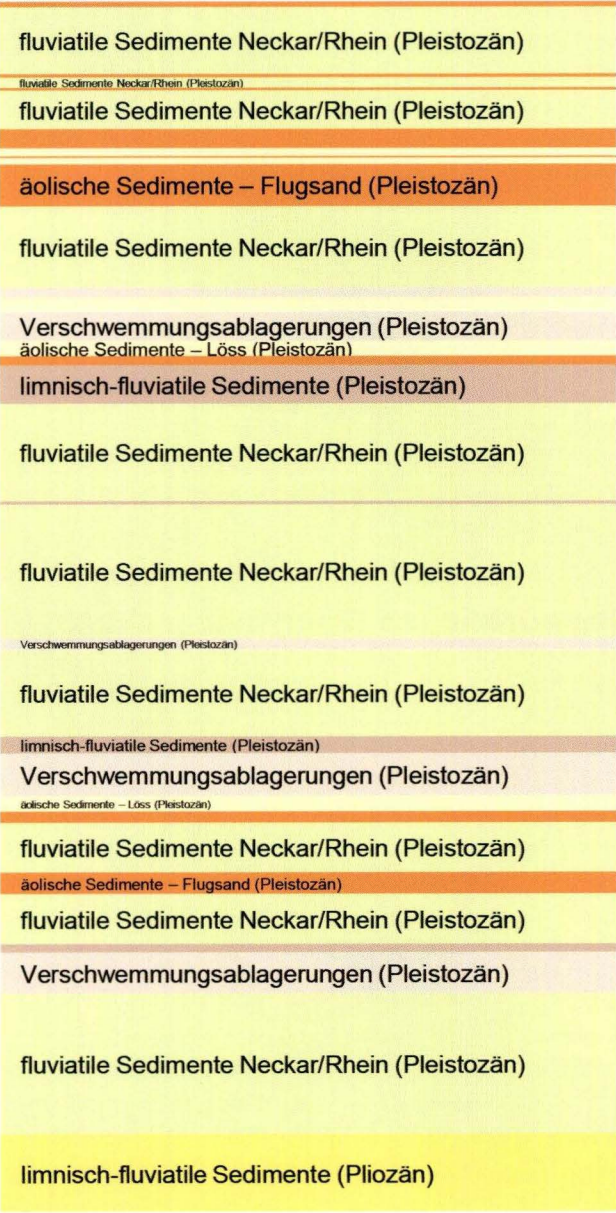 fluviatile Sedimente Neckar/Rhein (Pleistozän)
fluviatile Sedimente Neckar/Rhein (Pleistozän)
fluviatile Sedimente Neckar/Rhein (Pleistozän)
äolische Sedimente – Flugsand (Pleistozän)
fluviatile Sedimente Neckar/Rhein (Pleistozän)
Verschwemmungsablagerungen (Pleistozän)
äolische Sedimente – Löss (Pleistozän)
limnisch-fluviatile Sedimente (Pleistozän)
fluviatile Sedimente Neckar/Rhein (Pleistozän)
fluviatile Sedimente Neckar/Rhein (Pleistozän)
Verschwemmungsablagerungen (Pleistozän)
fluviatile Sedimente Neckar/Rhein (Pleistozän)
limnisch-fluviatile Sedimente (Pleistozän)
Verschwemmungsablagerungen (Pleistozän)
äolische Sedimente – Löss (Pleistozän)
fluviatile Sedimente Neckar/Rhein (Pleistozän)
äolische Sedimente – Flugsand (Pleistozän)
fluviatile Sedimente Neckar/Rhein (Pleistozän)
Verschwemmungsablagerungen (Pleistozän)
fluviatile Sedimente Neckar/Rhein (Pleistozän)
limnisch-fluviatile Sedimente (Pliozän)